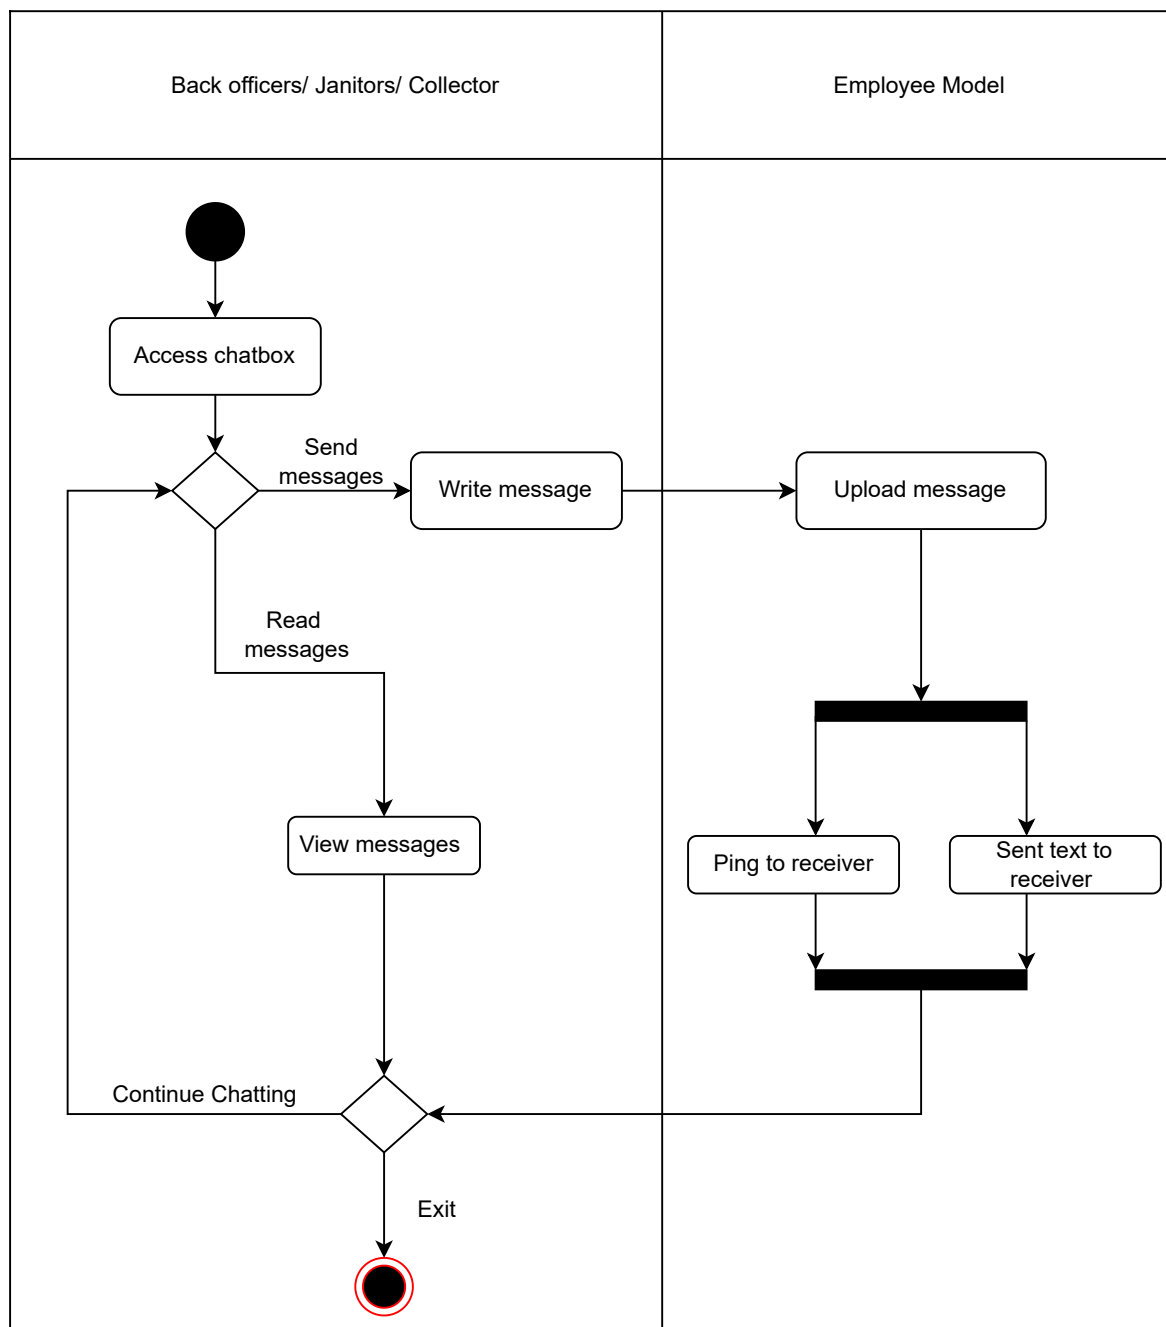 Back officers/ Janitors/ Collector
Employee Model
Access chatbox
Send
messages
Write message
Upload message
Read
messages
View messages
Ping to receiver
Sent text to
receiver
Continue Chatting
Exit